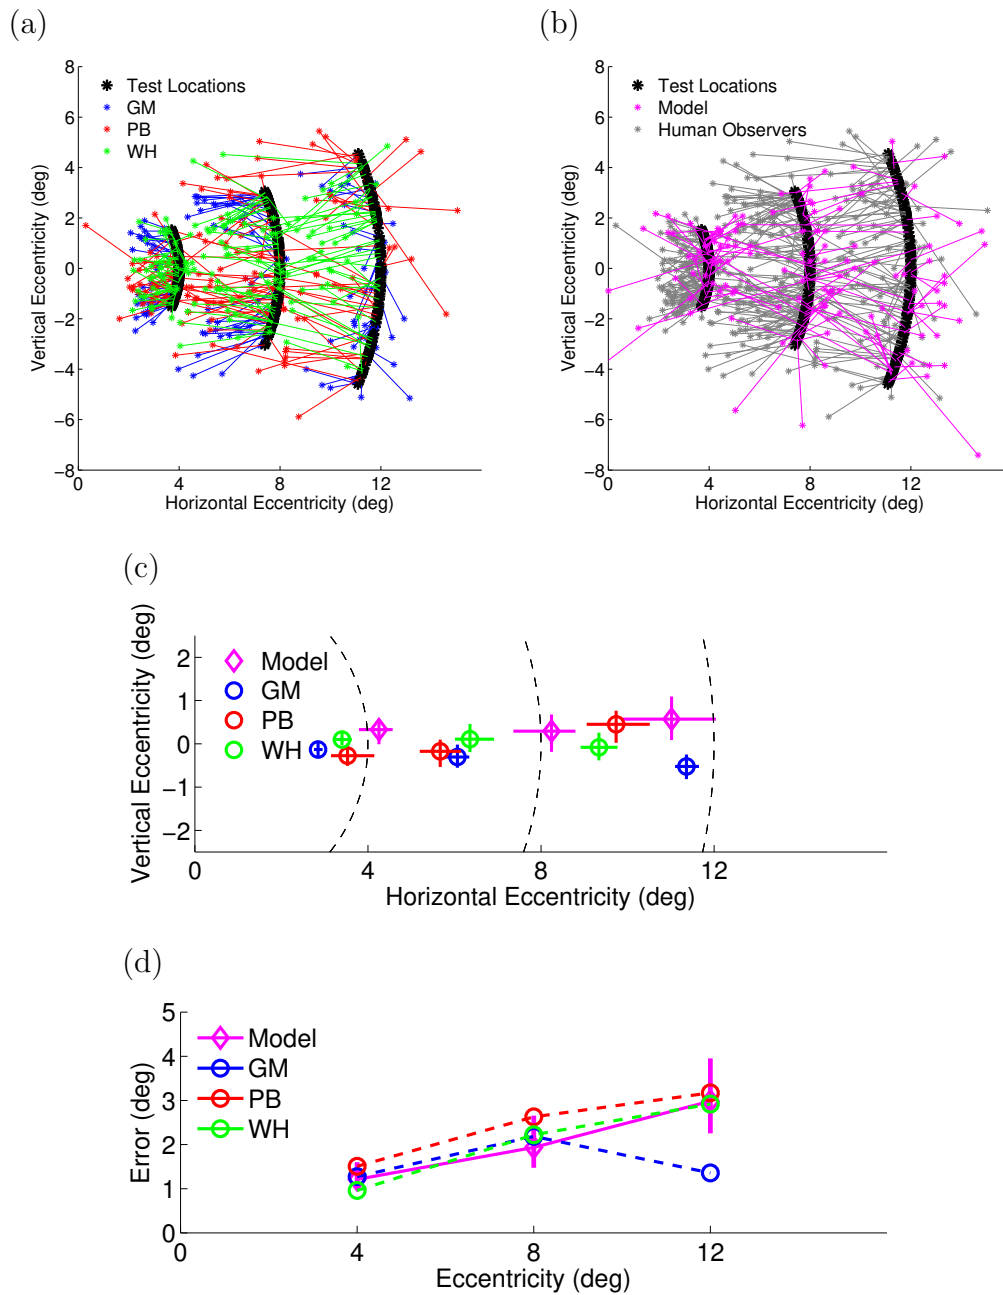 (a)
(b)
8
6
4
2
0
−2
−4
−6
−8
0
4
8
12
Vertical Eccentricity (deg)
Horizontal Eccentricity (deg)
Test Locations
GM
PB
WH
8
6
4
2
0
−2
−4
−6
−8
0
4
8
12
Vertical Eccentricity (deg)
Horizontal Eccentricity (deg)
Test Locations
Model
Human Observers
(c)
2
1
0
−1
−2
0
4
8
12
Vertical Eccentricity (deg)
Horizontal Eccentricity (deg)
Model
GM
PB
WH
(d)
5
4
3
2
1
0
0
4
8
12
Error (deg)
Eccentricity (deg)
Model
GM
PB
WH